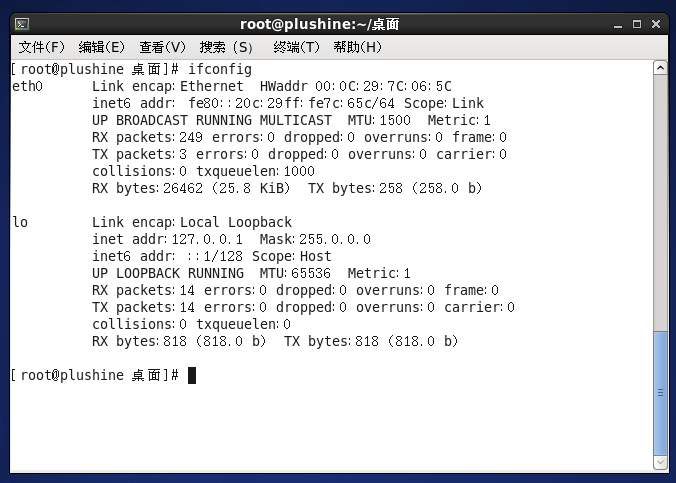 root@plushine:~/桌面
文件(F) 编辑(E) 查看(V) 搜索 (S) 终端(T) 帮助(H)
[root@plushine 桌面]# ifconfig
eth0      Link encap:Ethernet  HWaddr 00:0C:29:7C:06:5C
          inet6 addr: fe80::20c:29ff:fe7c:65c/64 Scope:Link
          UP BROADCAST RUNNING MULTICAST  MTU:1500  Metric:1
          RX packets:249 errors:0 dropped:0 overruns:0 frame:0
          TX packets:3 errors:0 dropped:0 overruns:0 carrier:0
          collisions:0 txqueuelen:1000
          RX bytes:26462 (25.8 KiB)  TX bytes:258 (258.0 b)
lo        Link encap:Local Loopback
          inet addr:127.0.0.1  Mask:255.0.0.0
          inet6 addr: ::1/128 Scope:Host
          UP LOOPBACK RUNNING  MTU:65536  Metric:1
          RX packets:14 errors:0 dropped:0 overruns:0 frame:0
          TX packets:14 errors:0 dropped:0 overruns:0 carrier:0
          collisions:0 txqueuelen:0
          RX bytes:818 (818.0 b)  TX bytes:818 (818.0 b)
[root@plushine 桌面]#